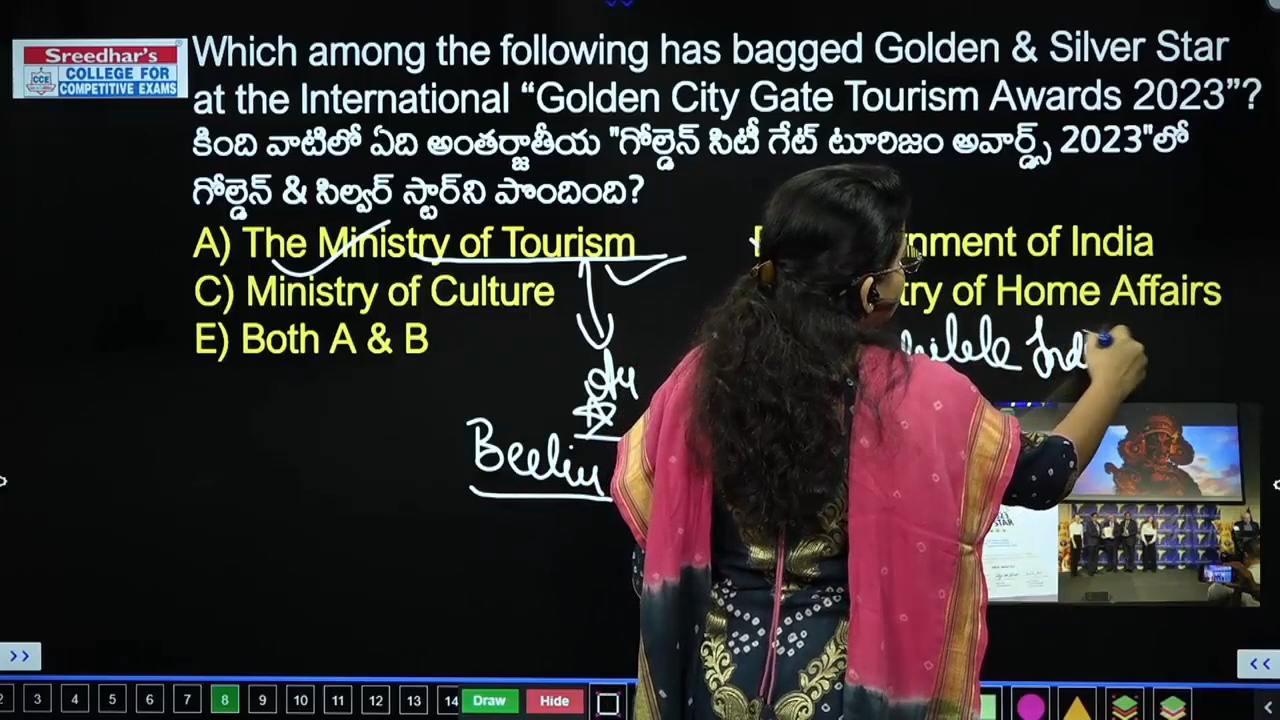 Sreedhar's
CCE
COLLEGE FOR
COMPETITIVE EXAMS
Which among the following has bagged Golden & Silver Star
at the International “Golden City Gate Tourism Awards 2023”?
కింది వాటిలో ఏది అంతర్జాతీయ "గోల్డెన్ సిటీ గేట్ టూరిజం అవార్డ్స్ 2023"లో
గోల్డెన్ & సిల్వర్ స్టార్‌ని పొందింది?
A) The Ministry of Tourism
nment of India
C) Ministry of Culture
try of Home Affairs
E) Both A & B
Ind
STAR
>>
<<
2 3 4 5 6 7 8 9 10 11 12 13 14
Draw
Hide